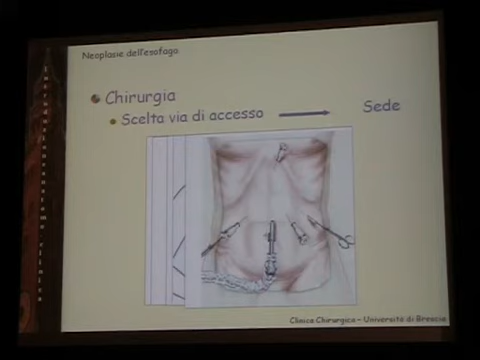 Neoplasie dell'esofago
Chirurgia
Scelta via di accesso
Sede
Clinica Chirurgica - Università di Brescia